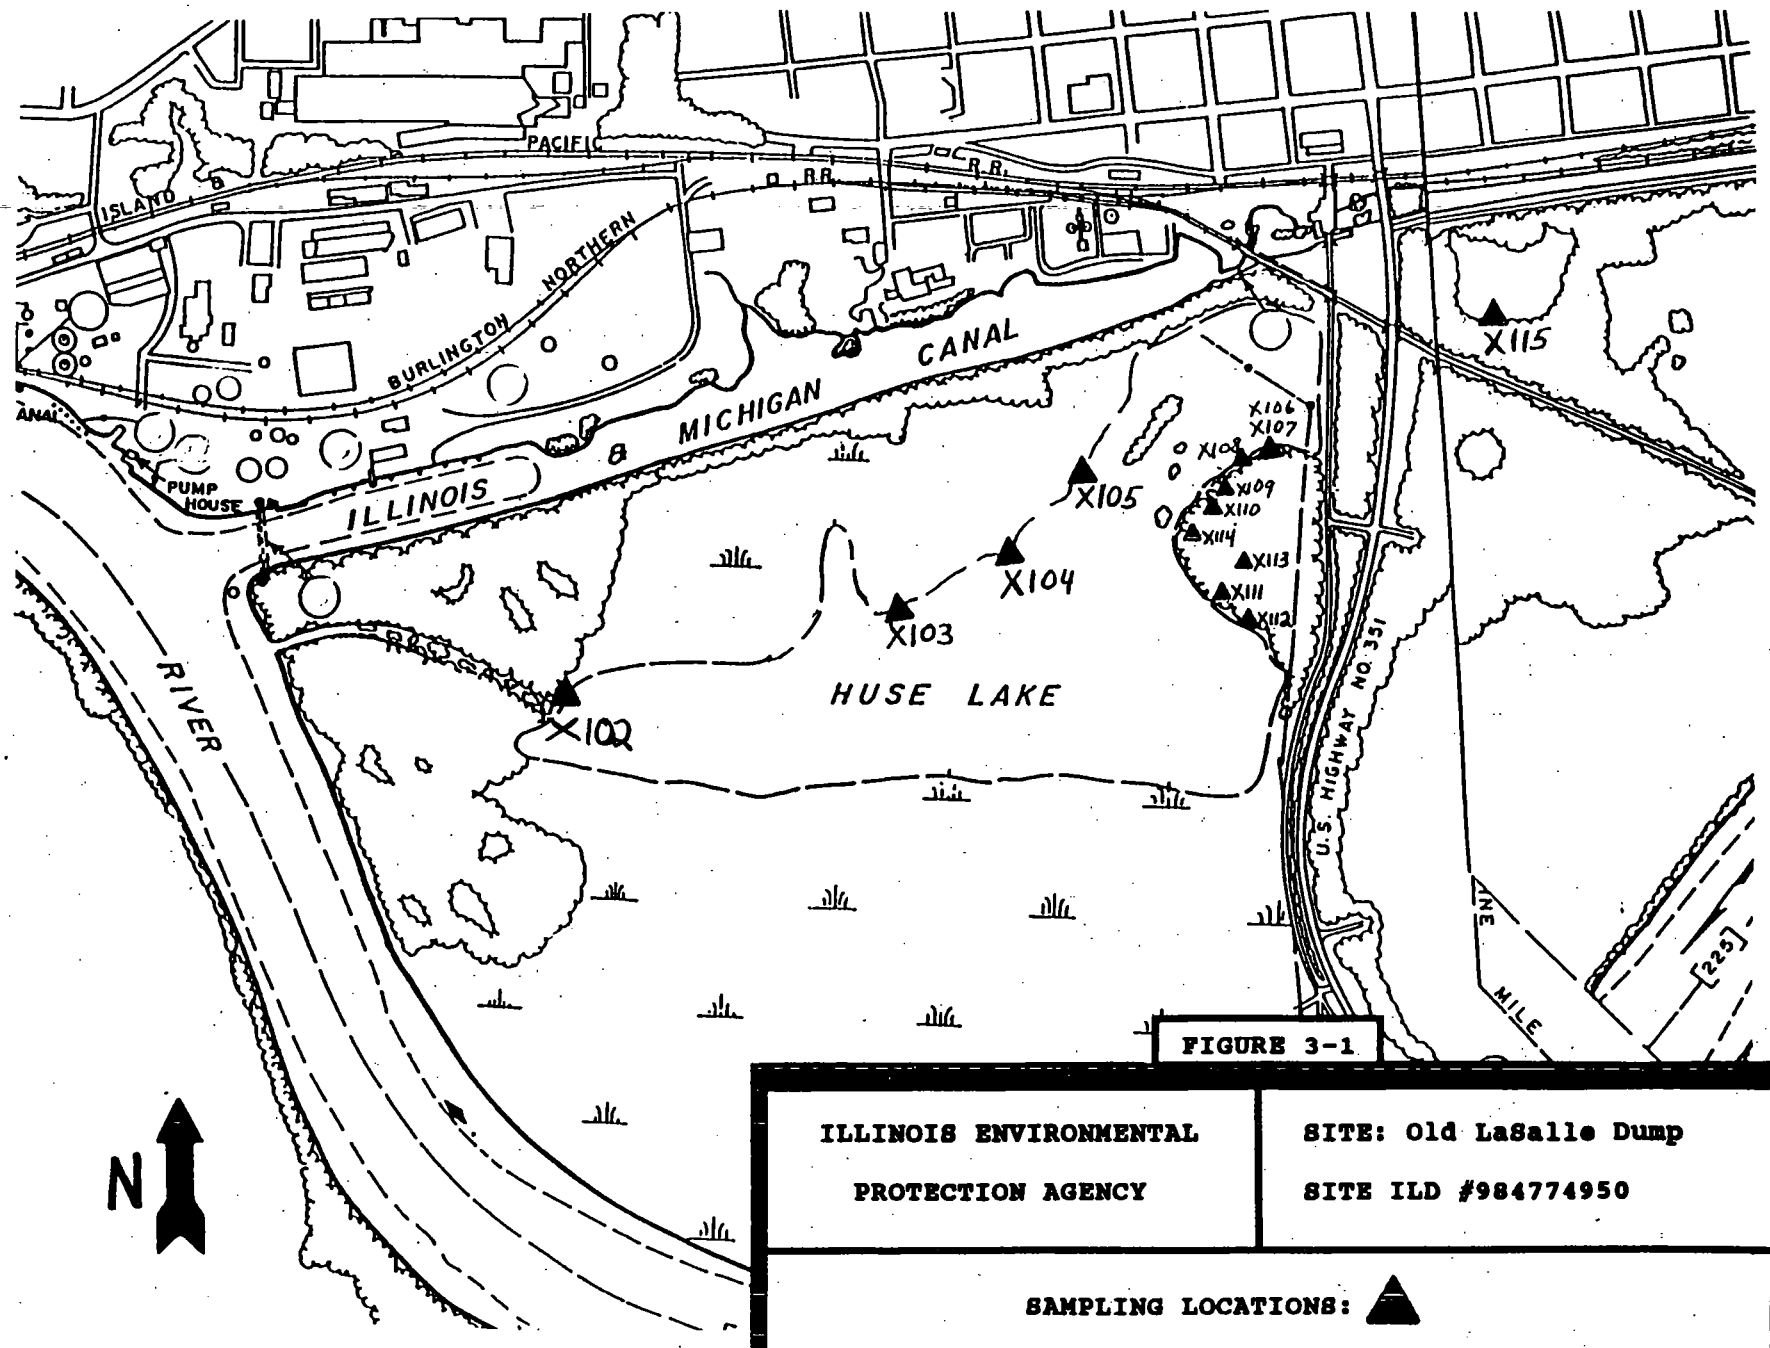 PACIFIC
R.R.
R.R.
ISLAND
NORTHERN
BURLINGTON
CANAL
MICHIGAN
&
ILLINOIS
ANAL
PUMP
HOUSE
RIVER
X115
X106
X107
X108
X109
X110
X114
X113
X111
X112
X105
X104
X103
X102
HUSE LAKE
U.S. HIGHWAY NO. 351
INE
MILE
[225]
N
FIGURE 3-1
ILLINOIS ENVIRONMENTAL
PROTECTION AGENCY
SITE: Old LaSalle Dump
SITE ILD #984774950
SAMPLING LOCATIONS: